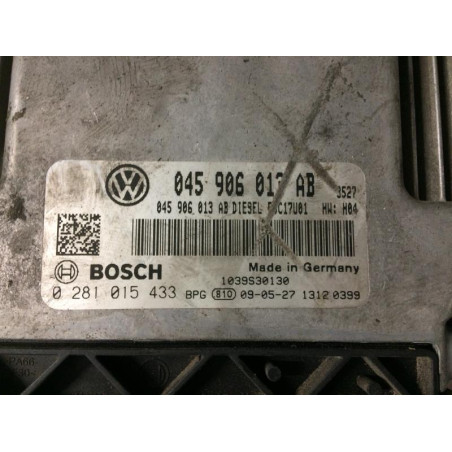 045 906 013 AB
3527
045 906 013 AB DIESEL EDC17U01 HW: H04
BOSCH
Made in Germany
1039S30130
0 281 015 433 BPG 810 09-05-27 1312 0399